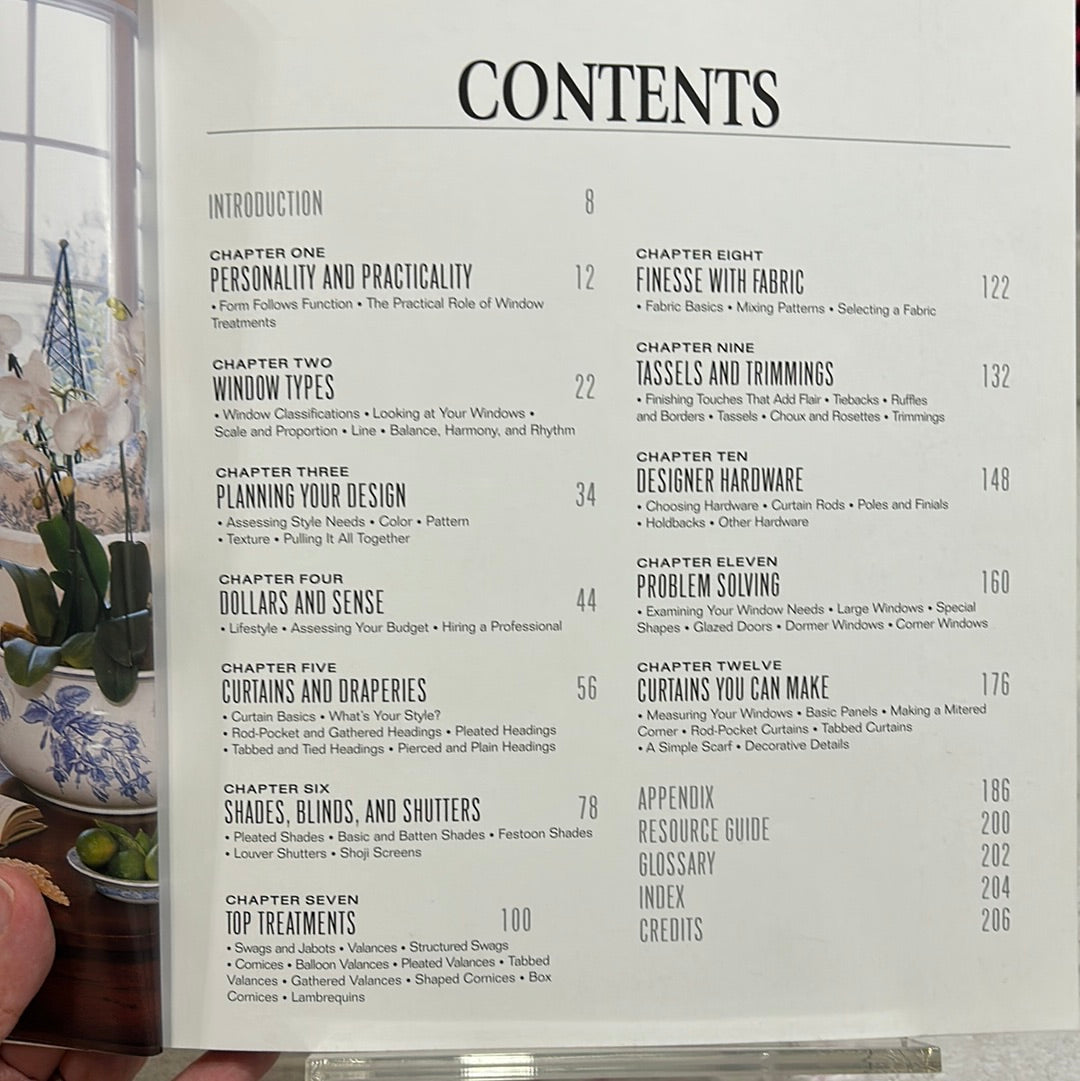 CONTENTS
INTRODUCTION 8
CHAPTER ONE
PERSONALITY AND PRACTICALITY 12
• Form Follows Function • The Practical Role of Window
Treatments
CHAPTER TWO
WINDOW TYPES 22
• Window Classifications • Looking at Your Windows •
Scale and Proportion • Line • Balance, Harmony, and Rhythm
CHAPTER THREE
PLANNING YOUR DESIGN 34
• Assessing Style Needs • Color • Pattern
• Texture • Pulling It All Together
CHAPTER FOUR
DOLLARS AND SENSE 44
• Lifestyle • Assessing Your Budget • Hiring a Professional
CHAPTER FIVE
CURTAINS AND DRAPERIES 56
• Curtain Basics • What's Your Style?
• Rod-Pocket and Gathered Headings • Pleated Headings
• Tabbed and Tied Headings • Pierced and Plain Headings
CHAPTER SIX
SHADES, BLINDS, AND SHUTTERS 78
• Pleated Shades • Basic and Batten Shades • Festoon Shades
• Louver Shutters • Shoji Screens
CHAPTER SEVEN
TOP TREATMENTS 100
• Swags and Jabots • Valances • Structured Swags
• Cornices • Balloon Valances • Pleated Valances • Tabbed
Valances • Gathered Valances • Shaped Cornices • Box
Cornices • Lambrequins
CHAPTER EIGHT
FINESSE WITH FABRIC 122
• Fabric Basics • Mixing Patterns • Selecting a Fabric
CHAPTER NINE
TASSELS AND TRIMMINGS 132
• Finishing Touches That Add Flair • Tiebacks • Ruffles
and Borders • Tassels • Choux and Rosettes • Trimmings
CHAPTER TEN
DESIGNER HARDWARE 148
• Choosing Hardware • Curtain Rods • Poles and Finials
• Holdbacks • Other Hardware
CHAPTER ELEVEN
PROBLEM SOLVING 160
• Examining Your Window Needs • Large Windows • Special
Shapes • Glazed Doors • Dormer Windows • Corner Windows
CHAPTER TWELVE
CURTAINS YOU CAN MAKE 176
• Measuring Your Windows • Basic Panels • Making a Mitered
Corner • Rod-Pocket Curtains • Tabbed Curtains
• A Simple Scarf • Decorative Details
APPENDIX 186
RESOURCE GUIDE 200
GLOSSARY 202
INDEX 204
CREDITS 206